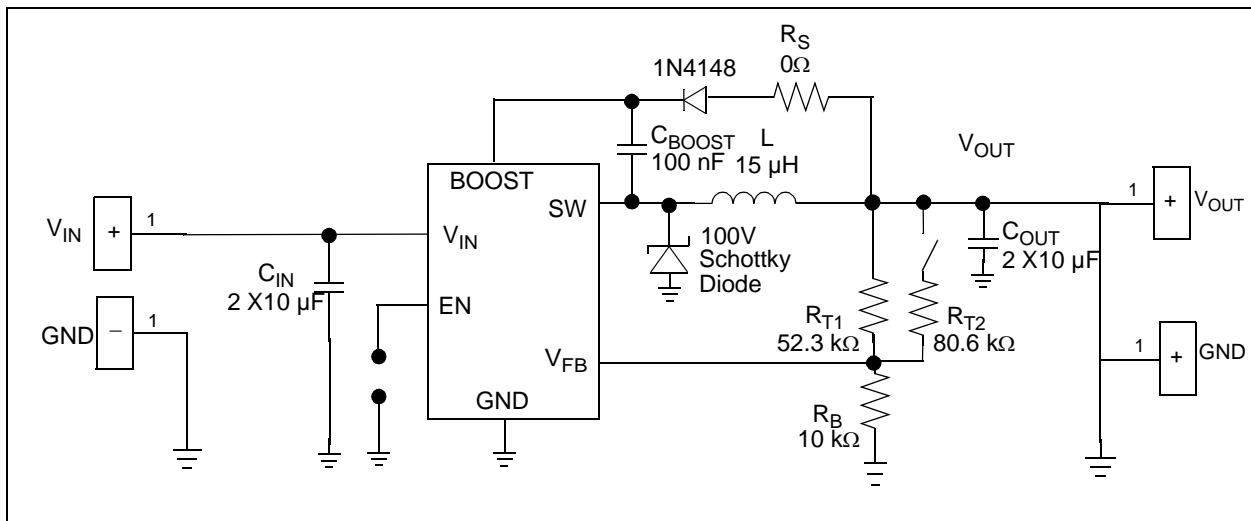 R_S
0Ω
1N4148
C_BOOST
100 nF
L
15 µH
V_OUT
BOOST
SW
V_IN
+
1
V_IN
C_IN
2 X10 µF
100V
Schottky
Diode
C_OUT
2 X10 µF
1
+
V_OUT
EN
GND
−
1
R_T1
52.3 kΩ
R_T2
80.6 kΩ
V_FB
GND
1
+
GND
R_B
10 kΩ